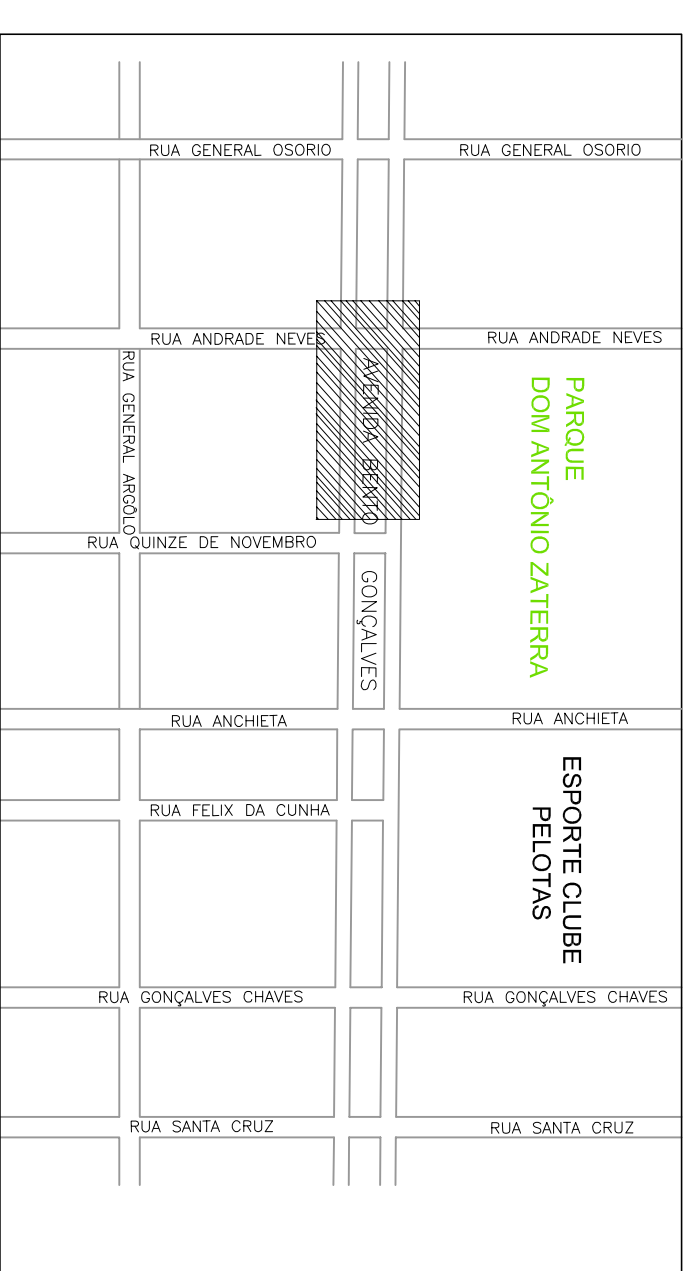 RUA GENERAL OSORIO
RUA GENERAL OSORIO
RUA ANDRADE NEVES
RUA ANDRADE NEVES
RUA GENERAL ARGÔLO
AVENIDA BENTO
GONÇALVES
PARQUE
DOM ANTÔNIO ZATERRA
RUA QUINZE DE NOVEMBRO
RUA ANCHIETA
RUA ANCHIETA
ESPORTE CLUBE
PELOTAS
RUA FELIX DA CUNHA
RUA GONÇALVES CHAVES
RUA GONÇALVES CHAVES
RUA SANTA CRUZ
RUA SANTA CRUZ